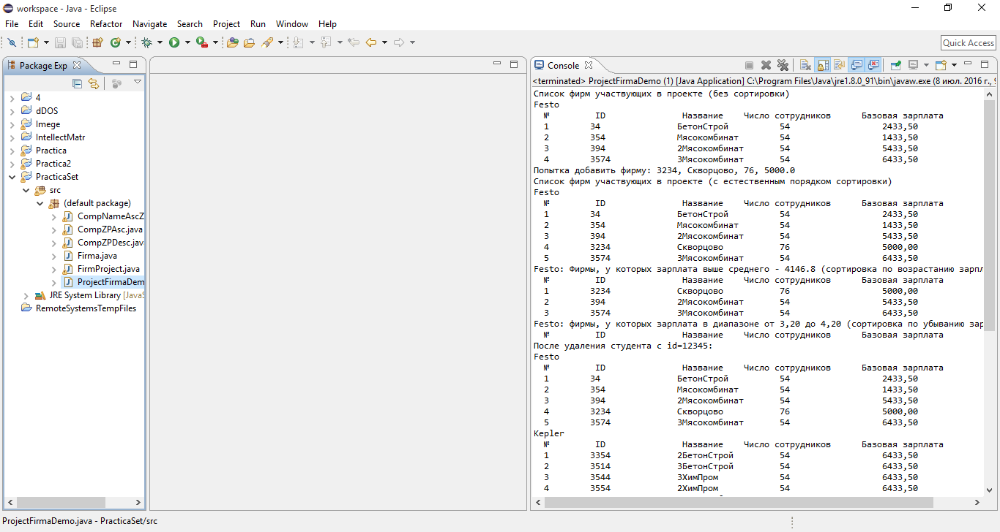 workspace - Java - Eclipse
File Edit Source Refactor Navigate Search Project Run Window Help
Quick Access
Package Exp
4
dDOS
Imege
IntellectMatr
Practica
Practica2
PracticaSet
src
(default package)
CompNameAscZ
CompZPAsc.java
CompZPDesc.jav
Firma.java
FirmProject.java
ProjectFirmaDem
JRE System Library [JavaS
RemoteSystemsTempFiles
Console
<terminated> ProjectFirmaDemo (1) [Java Application] C:\Program Files\Java\jre1.8.0_91\bin\javaw.exe (8 июл. 2016 г.,
Список фирм участвующих в проекте (без сортировки)
Festo
№ ID Название Число сотрудников Базовая зарплата
1 34 БетонСтрой 54 2433,50
2 354 Мясокомбинат 54 1433,50
3 394 2Мясокомбинат 54 5433,50
4 3574 3Мясокомбинат 54 6433,50
Попытка добавить фирму: 3234, Скворцово, 76, 5000.0
Список фирм участвующих в проекте (с естественным порядком сортировки)
Festo
№ ID Название Число сотрудников Базовая зарплата
1 34 БетонСтрой 54 2433,50
2 354 Мясокомбинат 54 1433,50
3 394 2Мясокомбинат 54 5433,50
4 3234 Скворцово 76 5000,00
5 3574 3Мясокомбинат 54 6433,50
Festo: Фирмы, у которых зарплата выше среднего - 4146.8 (сортировка по возрастанию зарпл
№ ID Название Число сотрудников Базовая зарплата
1 3234 Скворцово 76 5000,00
2 394 2Мясокомбинат 54 5433,50
3 3574 3Мясокомбинат 54 6433,50
Festo: фирмы, у которых зарплата в диапазоне от 3,20 до 4,20 (сортировка по убыванию зар
№ ID Название Число сотрудников Базовая зарплата
После удаления студента с id=12345:
Festo
№ ID Название Число сотрудников Базовая зарплата
1 34 БетонСтрой 54 2433,50
2 354 Мясокомбинат 54 1433,50
3 394 2Мясокомбинат 54 5433,50
4 3234 Скворцово 76 5000,00
5 3574 3Мясокомбинат 54 6433,50
Kepler
№ ID Название Число сотрудников Базовая зарплата
1 3354 2БетонСтрой 54 6433,50
2 3514 3БетонСтрой 54 6433,50
3 3544 3ХимПром 54 6433,50
4 3554 2ХимПром 54 6433,50
ProjectFirmaDemo.java - PracticaSet/src